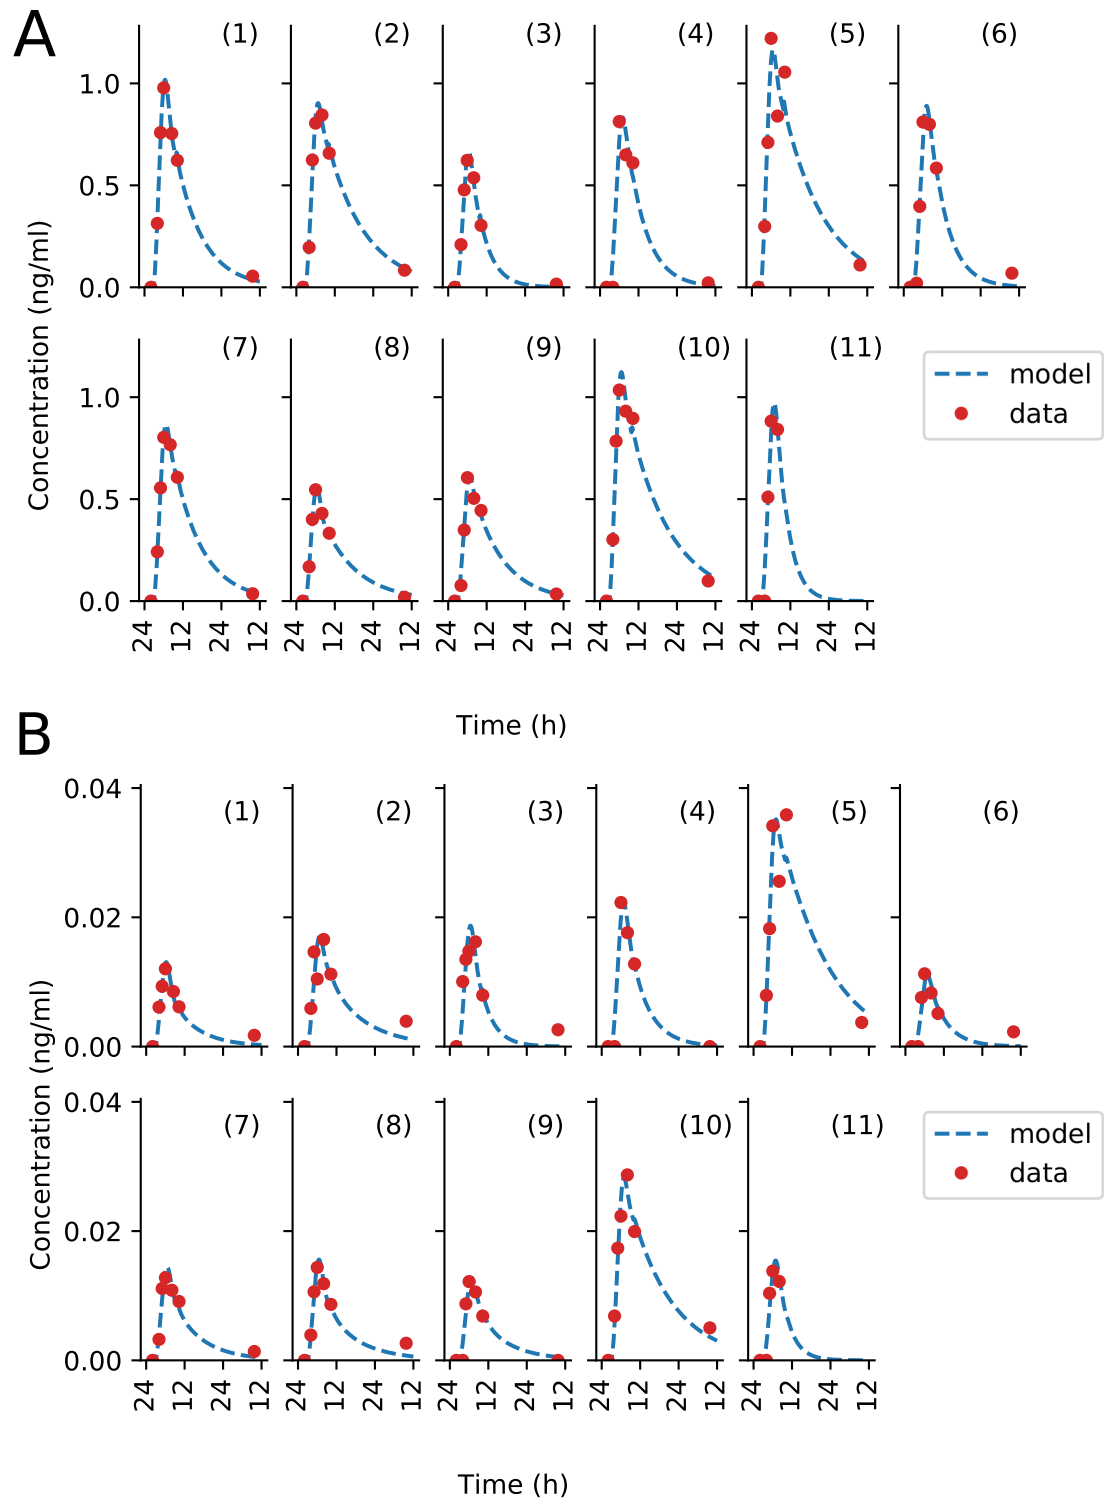 A
(1) (2) (3) (4) (5) (6)
1.0
0.5
0.0
Concentration (ng/ml)
(7) (8) (9) (10) (11)
1.0
0.5
0.0
model
data
24 12 24 12 24 12 24 12 24 12 24 12 24 12 24 12 24 12 24 12
Time (h)
B
0.04
(1) (2) (3) (4) (5) (6)
0.02
0.00
Concentration (ng/ml)
0.04
(7) (8) (9) (10) (11)
0.02
0.00
model
data
24 12 24 12 24 12 24 12 24 12 24 12 24 12 24 12 24 12 24 12
Time (h)